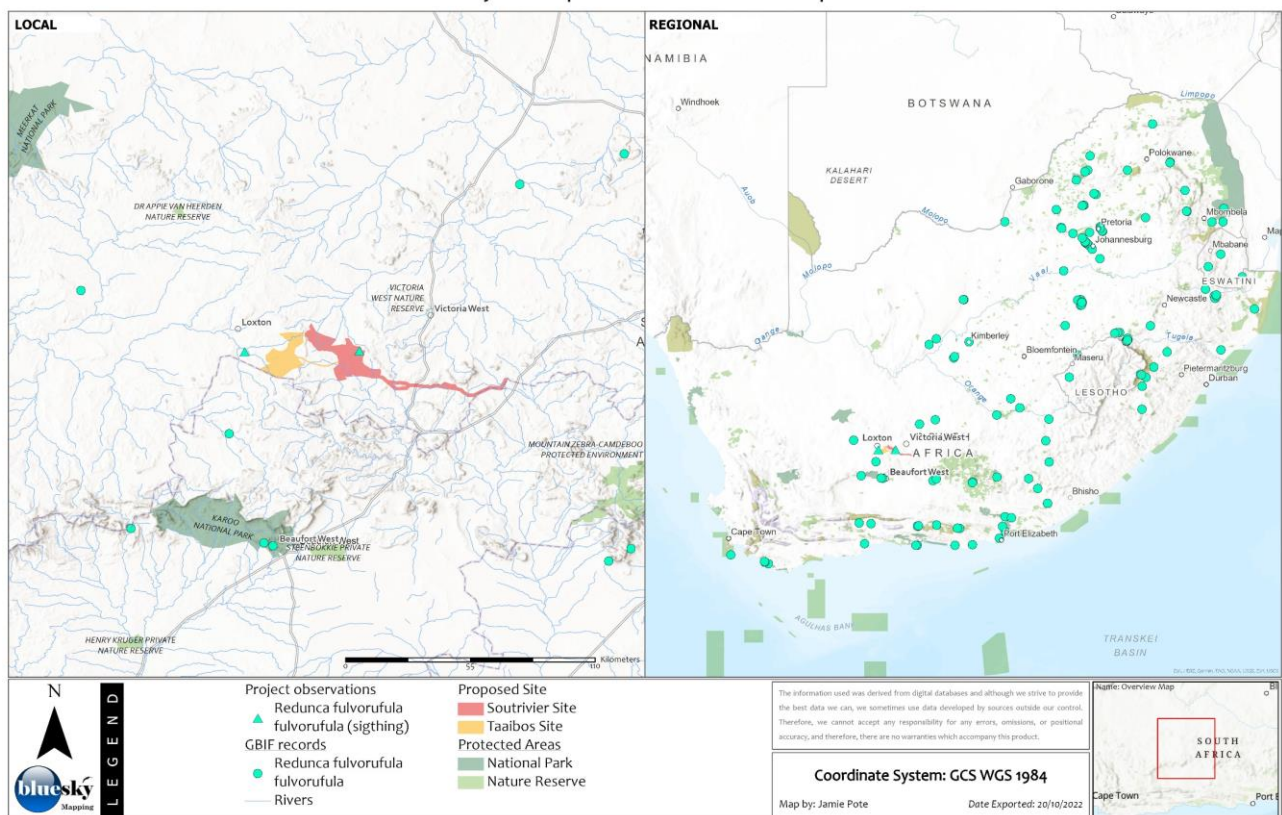 LOCAL
MEERKAT
NATIONAL PARK
DR APPIE VAN HEERDEN
NATURE RESERVE
VICTORIA
WEST NATURE
RESERVE
Victoria West
Loxton
MOUNTAIN ZEBRA-CAMDEBOO
PROTECTED ENVIRONMENT
KAROO
NATIONAL PARK
Beaufort West
NATURE RESERVE
HENRY KRUGER PRIVATE
NATURE RESERVE
0
55
110
Kilometers
REGIONAL
NAMIBIA
Windhoek
BOTSWANA
Limpopo
KALAHARI
DESERT
Auob
Molopo
Molopo
Gaborone
Polokwane
Pretoria
Johannesburg
Mbombela
Mbabane
Map
ESWATINI
Vaal
Newcastle
Orange
Kimberley
Bloemfontein
Maseru
Tugela
Pietermaritzburg
Durban
LESOTHO
Orange
Loxton
Victoria West
AFRICA
Beaufort West
Bhisho
Cape Town
Port Elizabeth
TRANSKEI
BASIN
N
bluesky
Mapping
LEGEND
Project observations
Redunca fulvorufula
fulvorufula (sigthing)
GBIF records
Redunca fulvorufula
fulvorufula
Rivers
Proposed Site
Soutrivier Site
Taaibos Site
Protected Areas
National Park
Nature Reserve
The information used was derived from digital databases and although we strive to provide
the best data we can, we sometimes use data developed by sources outside our control.
Therefore, we cannot accept any responsibility for any errors, omissions, or positional
accuracy, and therefore, there are no warranties which accompany this product.
Coordinate System: GCS WGS 1984
Map by: Jamie Pote
Date Exported: 20/10/2022
Name: Overview Map
SOUTH
AFRICA
Cape Town
Port E